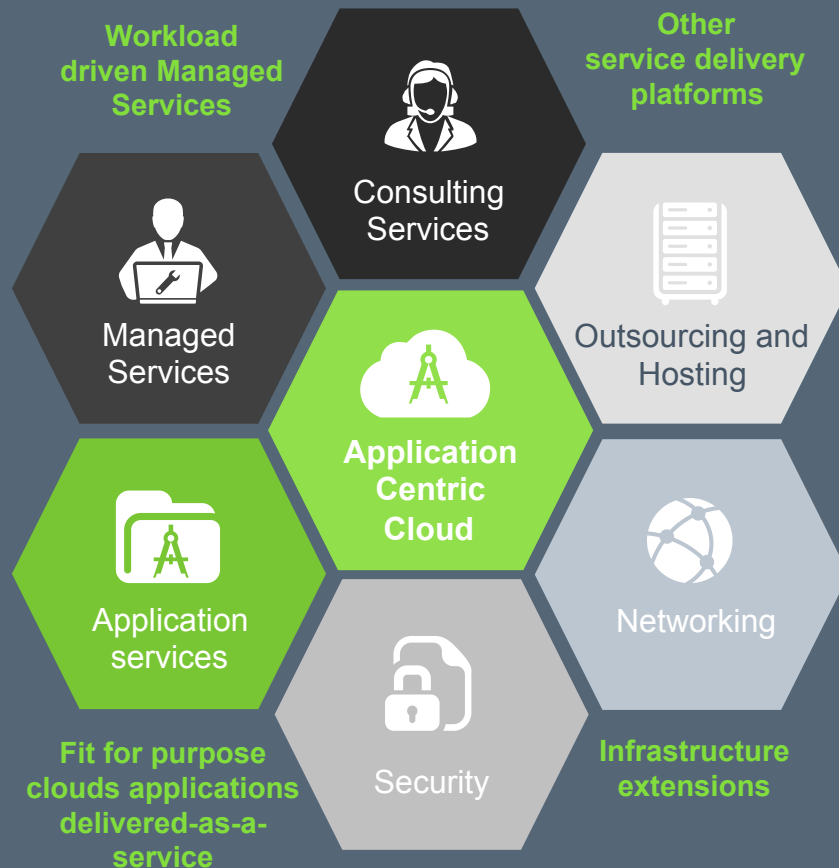 Workload
driven Managed
Services
Other
service delivery
platforms
Consulting
Services
Managed
Services
Outsourcing and
Hosting
Application
Centric
Cloud
Application
services
Networking
Security
Fit for purpose
clouds applications
delivered-as-a-
service
Infrastructure
extensions